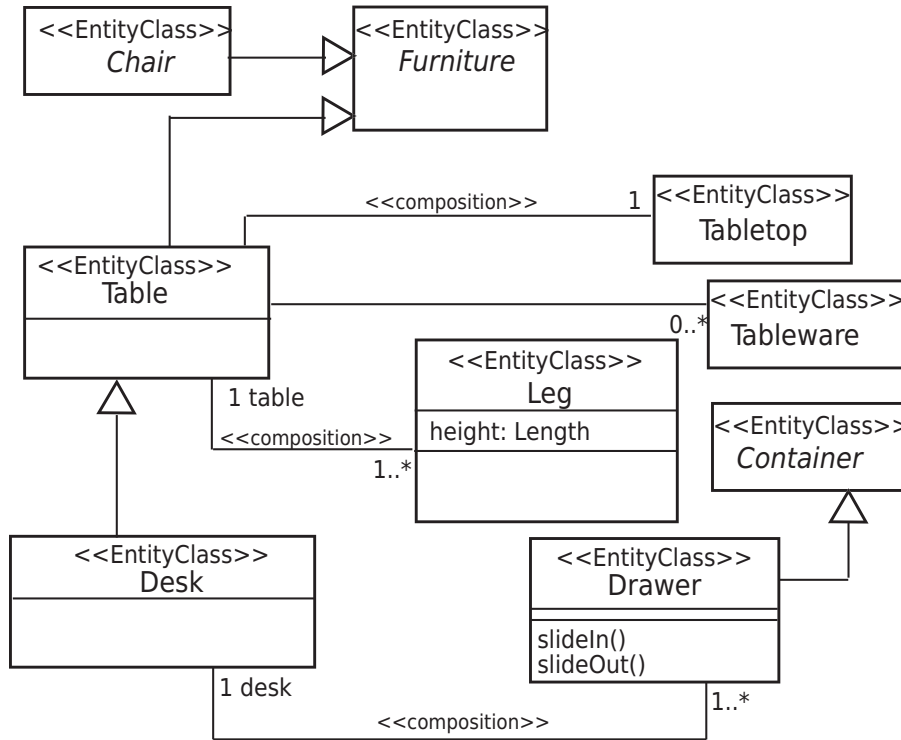 <<EntityClass>>
Chair
<<EntityClass>>
Furniture
<<composition>>
1
<<EntityClass>>
Tabletop
<<EntityClass>>
Table
<<EntityClass>>
Tableware
0..*
<<EntityClass>>
Leg
height: Length
1 table
<<composition>>
1..*
<<EntityClass>>
Container
<<EntityClass>>
Desk
<<EntityClass>>
Drawer
slideIn()
slideOut()
1 desk
<<composition>>
1..*